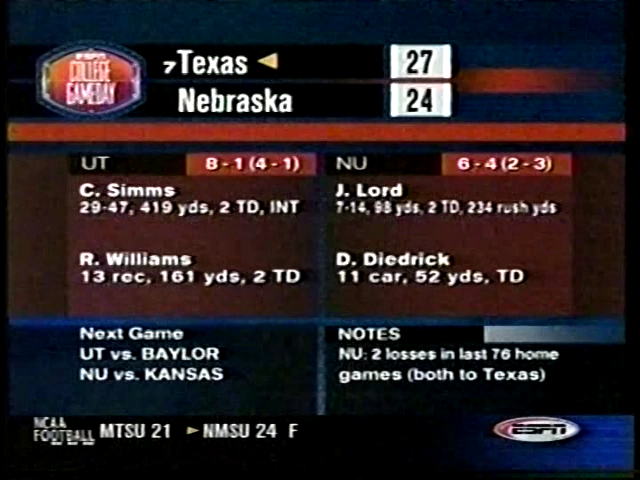 ESPN
COLLEGE
GAMEDAY
7 Texas 27
Nebraska 24
UT 8-1 (4-1)
C. Simms
29-47, 419 yds, 2 TD, INT
R. Williams
13 rec, 161 yds, 2 TD
NU 6-4 (2-3)
J. Lord
7-14, 98 yds, 2 TD, 234 rush yds
D. Diedrick
11 car, 52 yds, TD
Next Game
UT vs. BAYLOR
NU vs. KANSAS
NOTES
NU: 2 losses in last 76 home
games (both to Texas)
NCAA
FOOTBALL
MTSU 21 NMSU 24 F
ESPN